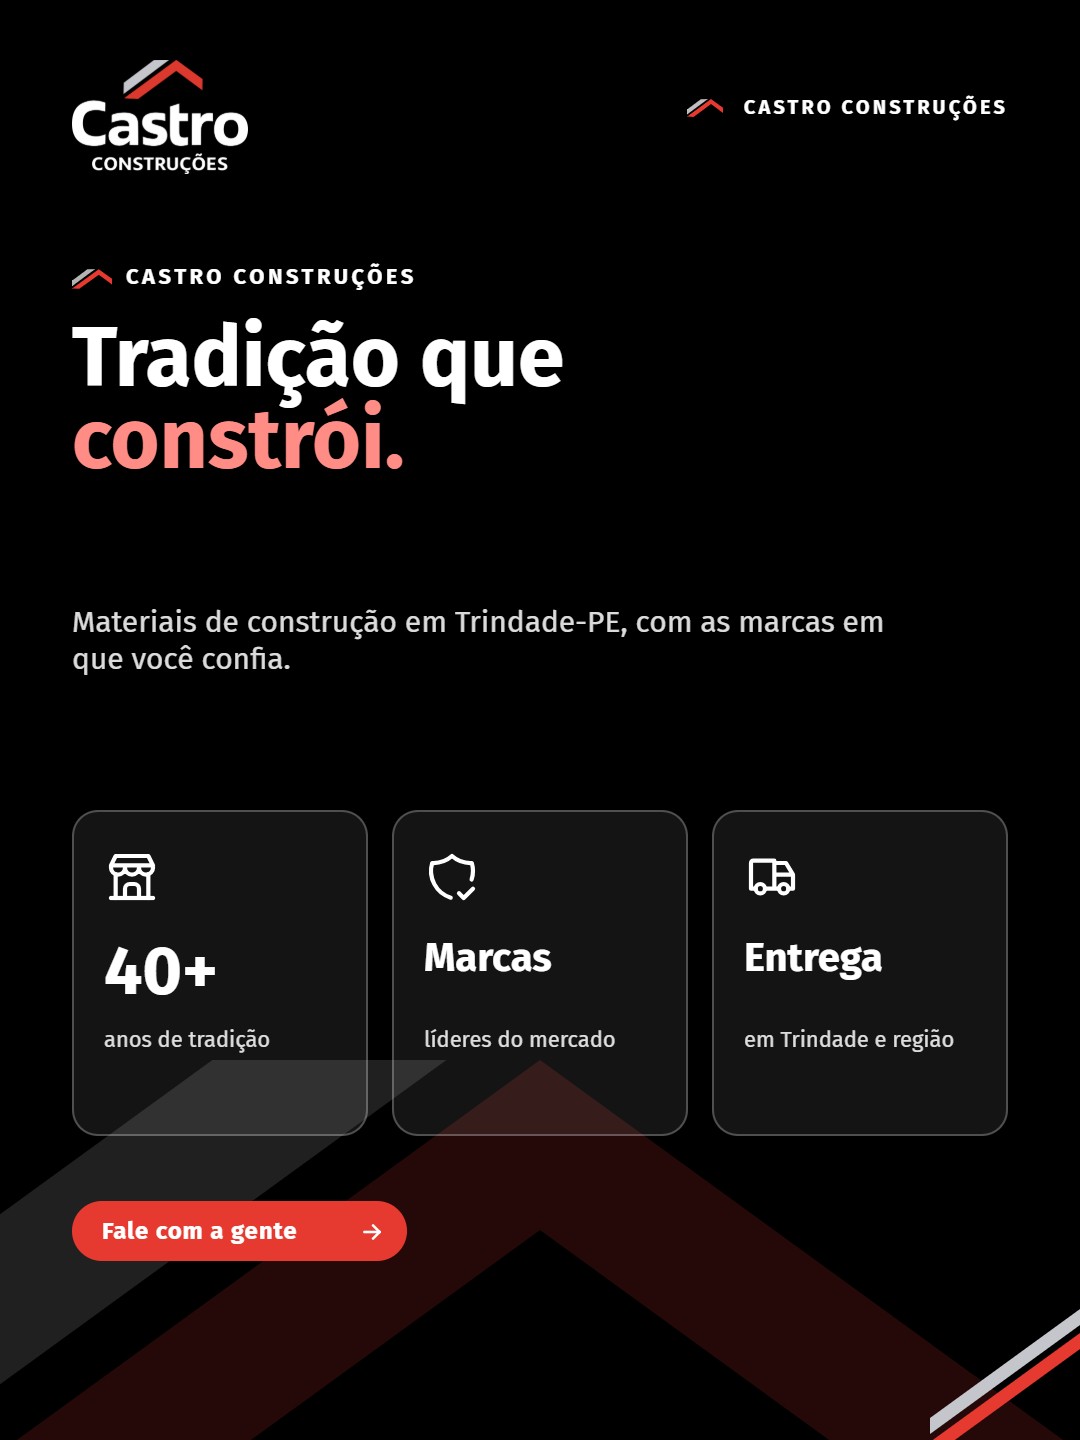 Castro
CONSTRUÇÕES
CASTRO CONSTRUÇÕES
CASTRO CONSTRUÇÕES
Tradição que
constrói.
Materiais de construção em Trindade-PE, com as marcas em
que você confia.
40+
anos de tradição
Marcas
líderes do mercado
Entrega
em Trindade e região
Fale com a gente